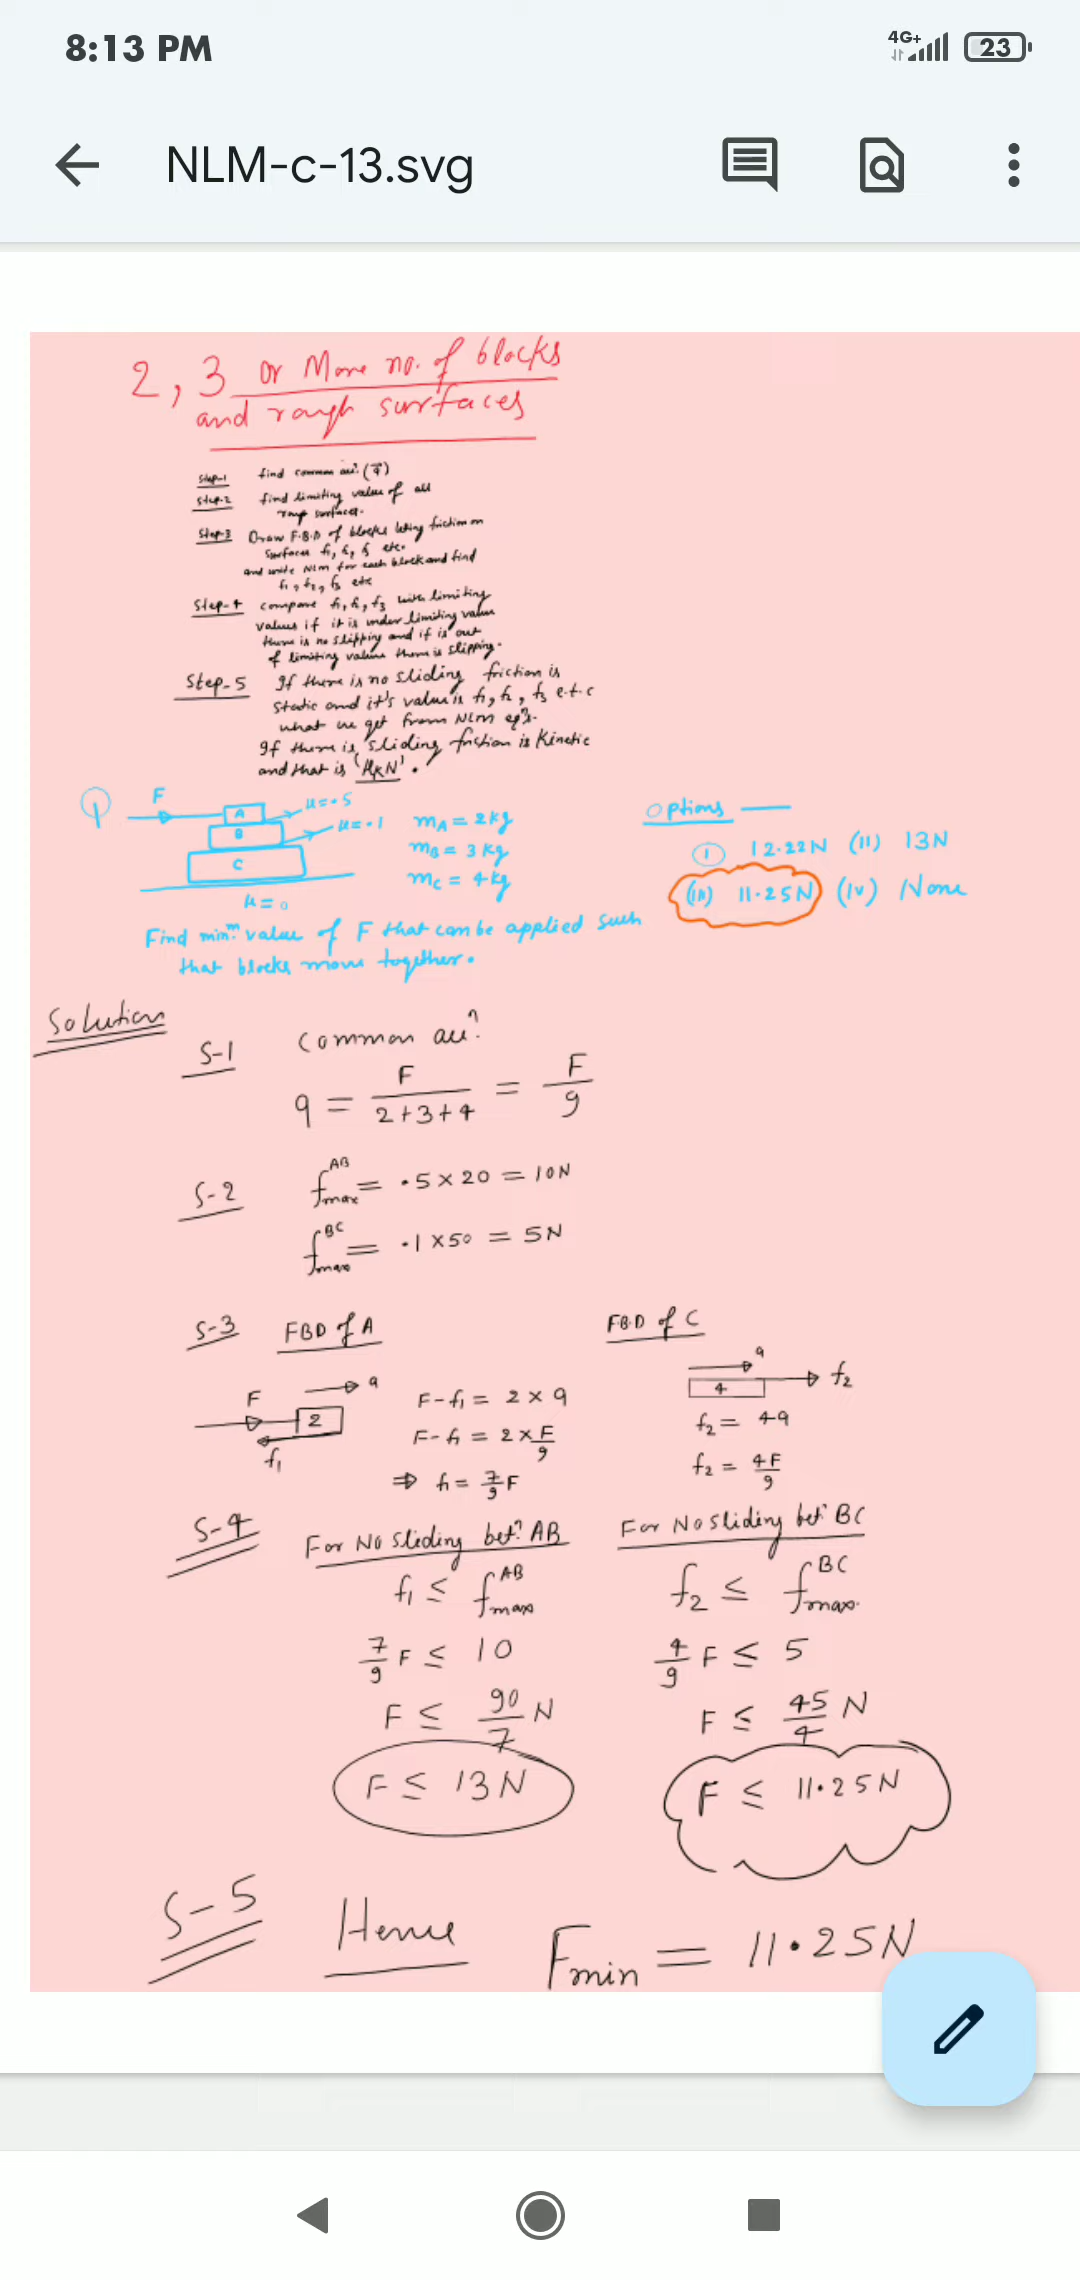 8:13 PM
4G+
23
NLM-c-13.svg
2, 3 or More no. of blocks
and rough surfaces
Step-1 find common acc? (a)
Step-2 find limiting value of all
rough surfaces.
Step-3 Draw F.B.D of blocks taking friction on
surfaces f₁, f₂, f₃ etc.
and write NLM for each block and find
f₁, f₂, f₃ etc
Step-4 compare f₁, f₂, f₃ with limiting
values if it is under limiting value
there is no slipping and if is out
of limiting value there is slipping.
Step-5 If there is no sliding friction is
static and it's value is f₁, f₂, f₃ e.t.c
what we get from NLM eqⁿ.
If there is sliding friction is Kinetic
and that is 'μₖN'.
Q F A μ=.5
B μ=.1
C
μ=0
mA = 2kg
mB = 3 kg
mC = 4 kg
Options
(I) 12.22N (II) 13N
(III) 11.25N (IV) None
Find minm value of F that can be applied such
that blocks move together.
Solution
S-1 Common acc?
a = F / 2+3+4 = F/9
S-2 fmax^AB = .5 × 20 = 10N
fmax^BC = .1 × 50 = 5N
S-3 FBD of A
F a
2
f₁
F-f₁ = 2 × a
F-f₁ = 2 × F/9
⇒ f₁ = 7/9 F
FBD of C
a
4 f₂
f₂ = 4a
f₂ = 4F/9
S-4 For No sliding betⁿ AB
f₁ ≤ fmax^AB
7/9 F ≤ 10
F ≤ 90/7 N
F ≤ 13N
For No sliding betⁿ BC
f₂ ≤ fmax^BC
4/9 F ≤ 5
F ≤ 45/4 N
F ≤ 11.25N
S-5 Hence Fmin = 11.25N